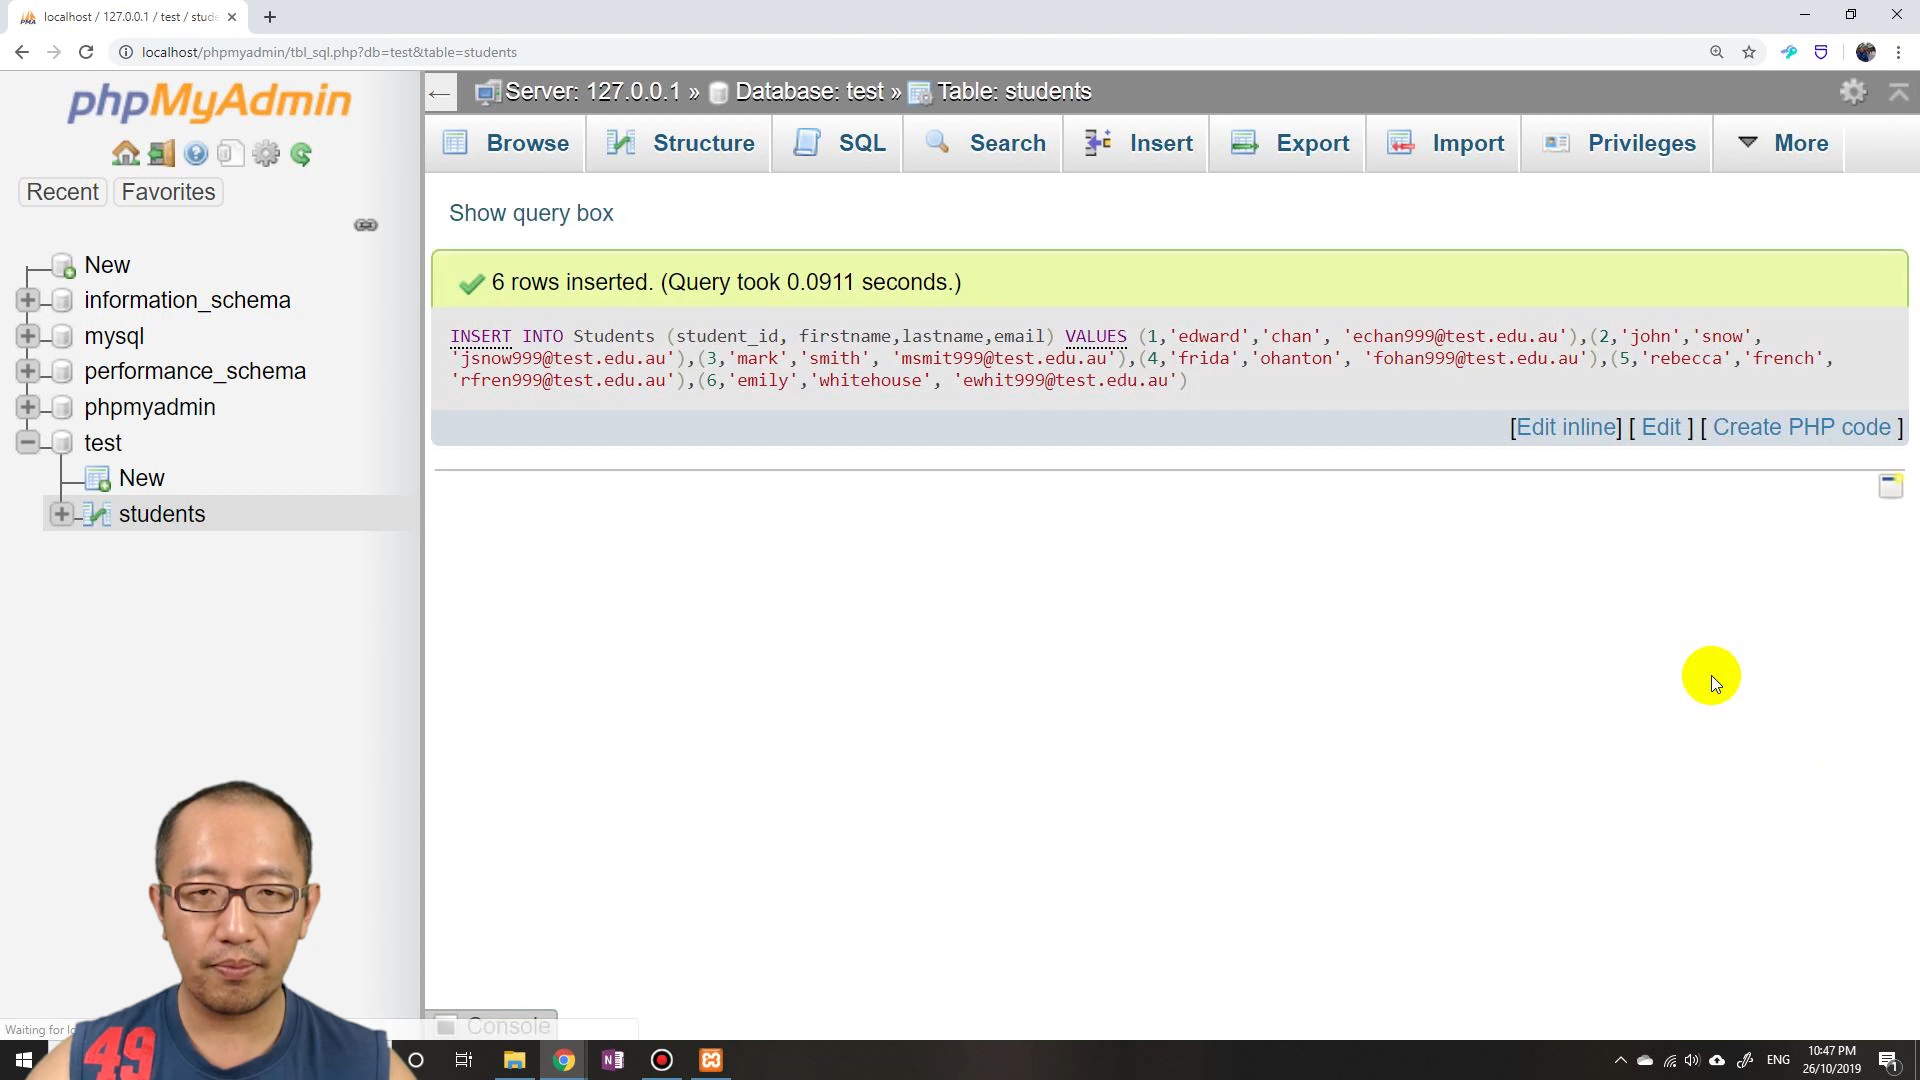 localhost / 127.0.0.1 / test / stude
localhost/phpmyadmin/tbl_sql.php?db=test&table=students
phpMyAdmin
Recent
Favorites
New
information_schema
mysql
performance_schema
phpmyadmin
test
New
students
Server: 127.0.0.1 » Database: test » Table: students
Browse
Structure
SQL
Search
Insert
Export
Import
Privileges
More
Show query box
6 rows inserted. (Query took 0.0911 seconds.)
INSERT INTO Students (student_id, firstname,lastname,email) VALUES (1,'edward','chan', 'echan999@test.edu.au'),(2,'john','snow',
'jsnow999@test.edu.au'),(3,'mark','smith', 'msmit999@test.edu.au'),(4,'frida','ohanton', 'fohan999@test.edu.au'),(5,'rebecca','french',
'rfren999@test.edu.au'),(6,'emily','whitehouse', 'ewhit999@test.edu.au')
[Edit inline] [ Edit ] [ Create PHP code ]
Console
Waiting for
49
ENG
10:47 PM
26/10/2019
1